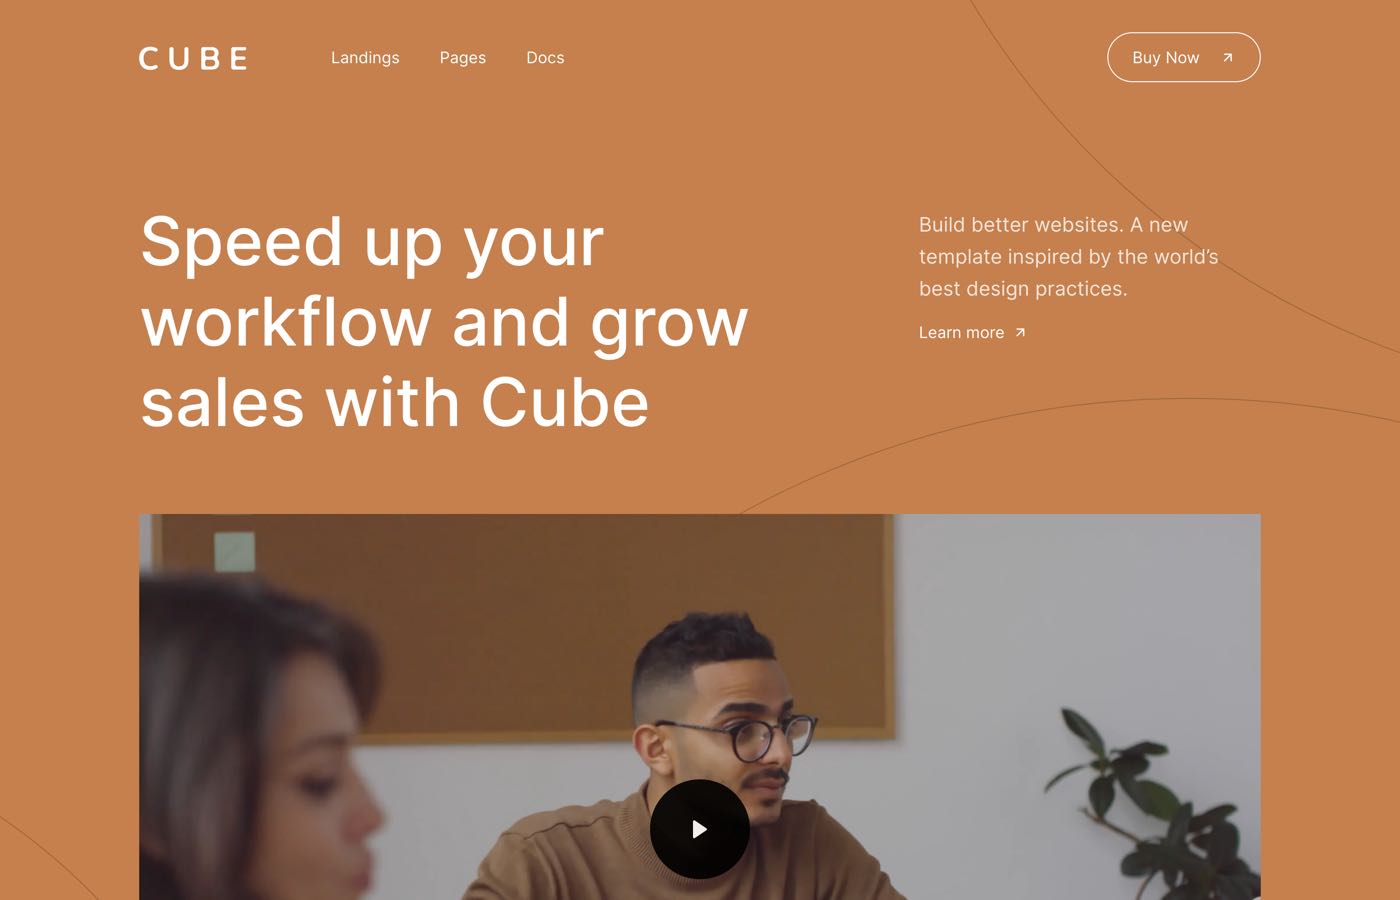 CUBE
Landings
Pages
Docs
Buy Now
Speed up your
workflow and grow
sales with Cube
Build better websites. A new
template inspired by the world’s
best design practices.
Learn more